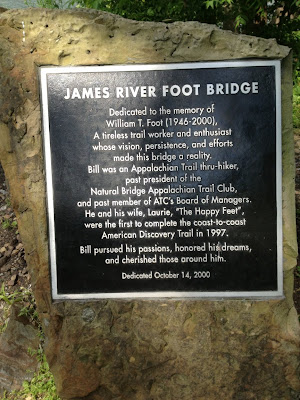 JAMES RIVER FOOT BRIDGE
Dedicated to the memory of
William T. Foot (1946-2000),
A tireless trail worker and enthusiast
whose vision, persistence, and efforts
made this bridge a reality.
Bill was an Appalachian Trail thru-hiker,
past president of the
Natural Bridge Appalachian Trail Club,
and past member of ATC's Board of Managers.
He and his wife, Laurie, "The Happy Feet",
were the first to complete the coast-to-coast
American Discovery Trail in 1997.
Bill pursued his passions, honored his dreams,
and cherished those around him.
Dedicated October 14, 2000